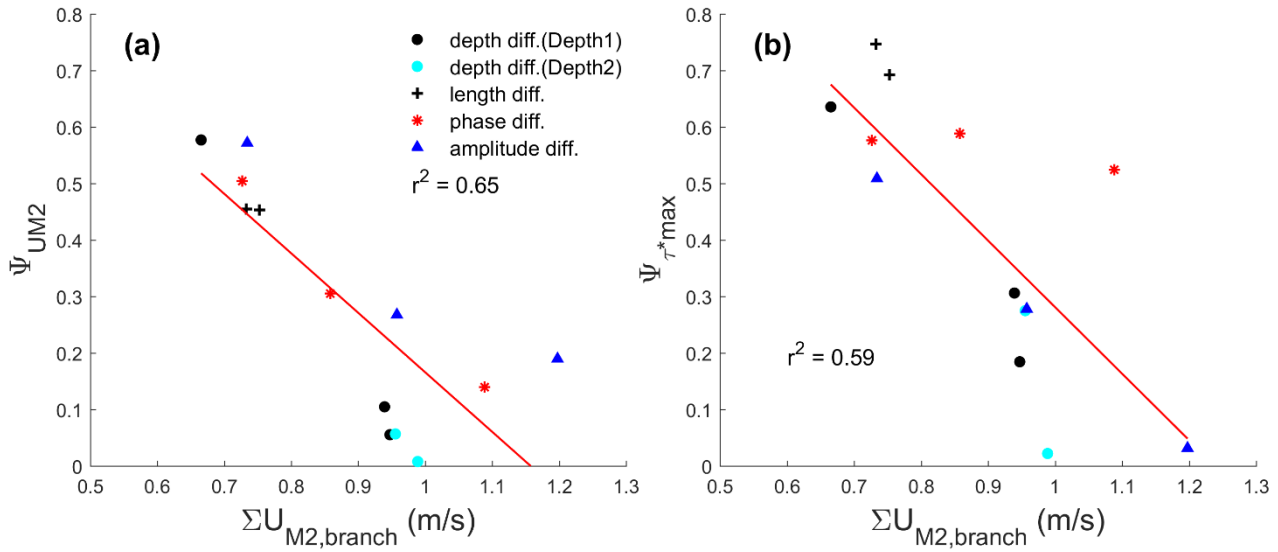 (a)
depth diff.(Depth1)
depth diff.(Depth2)
length diff.
phase diff.
amplitude diff.
r² = 0.65
0.8
0.7
0.6
0.5
0.4
0.3
0.2
0.1
0
Ψ_UM2
0.5 0.6 0.7 0.8 0.9 1 1.1 1.2 1.3
ΣU_M2,branch (m/s)
(b)
r² = 0.59
0.8
0.7
0.6
0.5
0.4
0.3
0.2
0.1
0
Ψ_τ*max
0.5 0.6 0.7 0.8 0.9 1 1.1 1.2 1.3
ΣU_M2,branch (m/s)